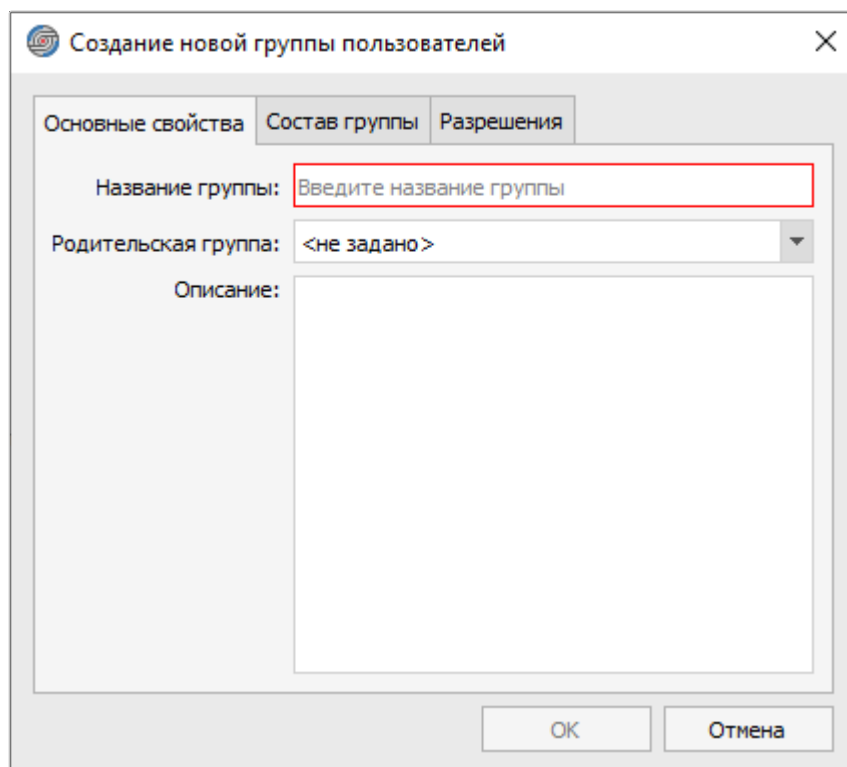 Создание новой группы пользователей
Основные свойства Состав группы Разрешения
Название группы: Введите название группы
Родительская группа: <не задано>
Описание:
ОК Отмена